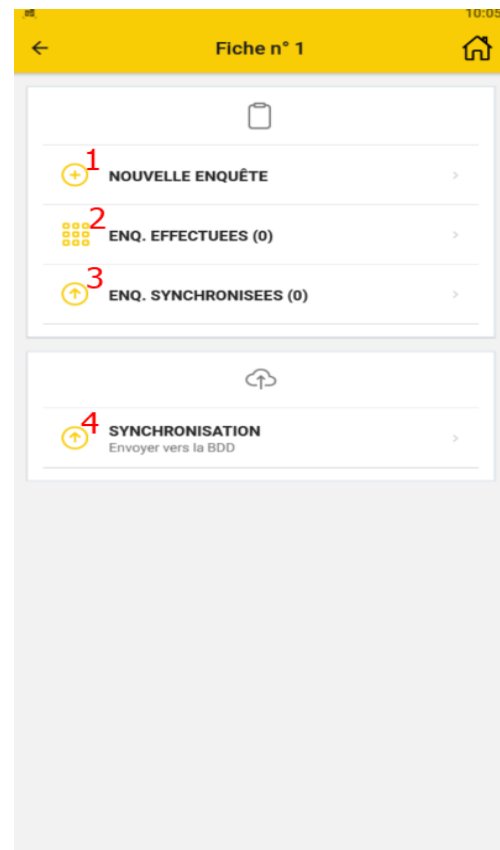 10:05
Fiche n° 1
1
NOUVELLE ENQUÊTE
2
ENQ. EFFECTUEES (0)
3
ENQ. SYNCHRONISEES (0)
4
SYNCHRONISATION
Envoyer vers la BDD